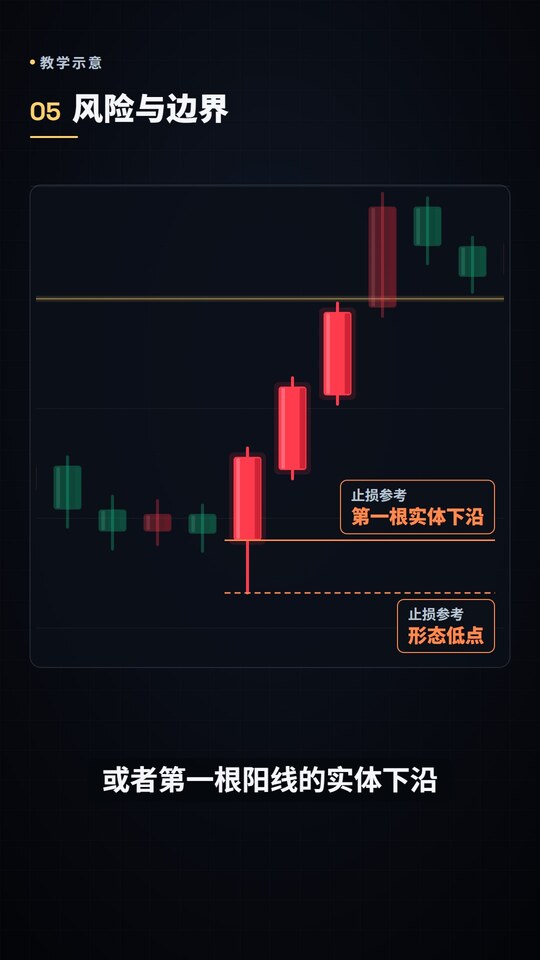 教学示意
05 风险与边界
止损参考
第一根实体下沿
止损参考
形态低点
或者第一根阳线的实体下沿